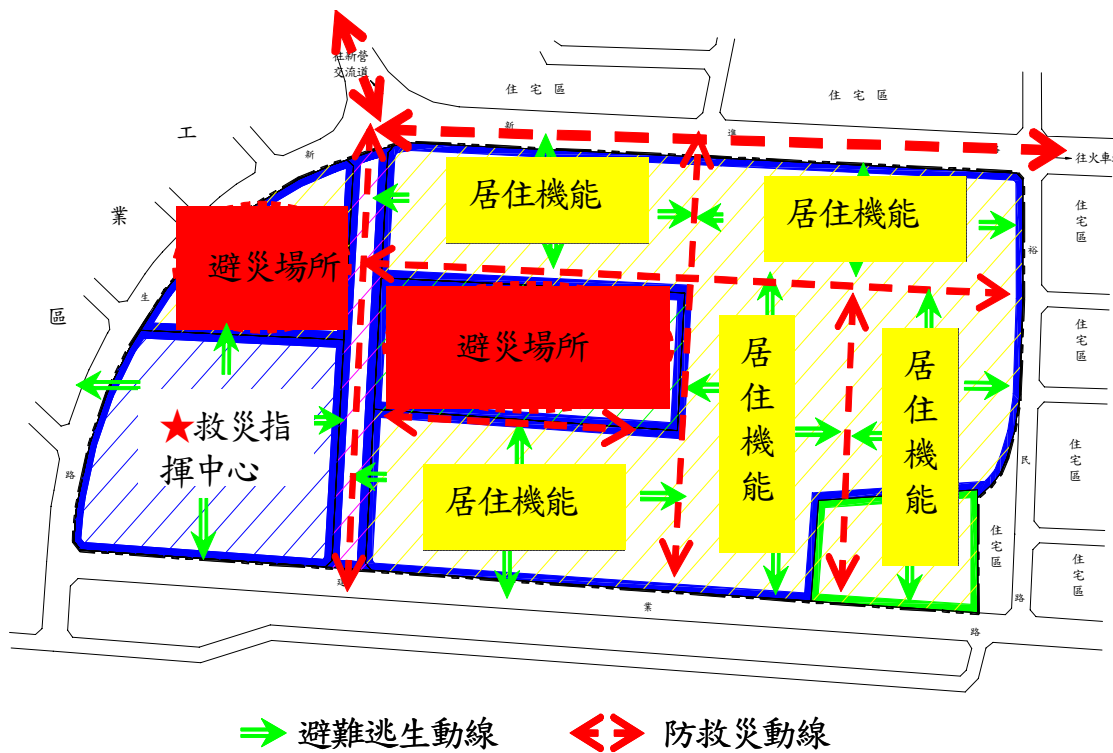 往新營
交流道
住宅區
住宅區
工
業
區
新
生
路
新
進
往火車
居住機能
居住機能
避災場所
避災場所
居住機能
居住機能
居住機能
★救災指
揮中心
裕
民
路
住宅區
住宅區
住宅區
住宅區
住宅區
建
業
路
避難逃生動線
防救災動線